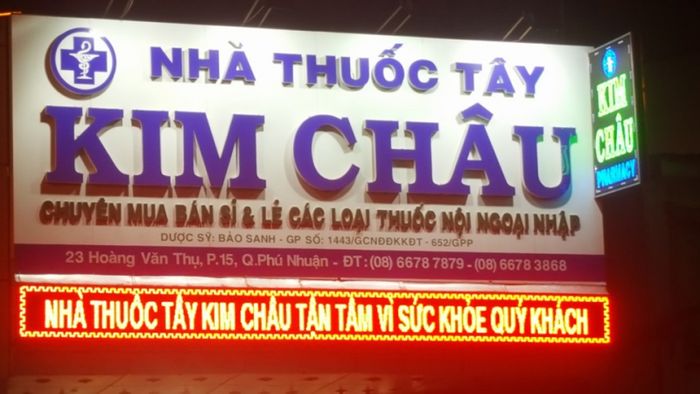 NHÀ THUỐC TÂY
KIM CHÂU
CHUYÊN MUA BÁN SỈ & LẺ CÁC LOẠI THUỐC NỘI NGOẠI NHẬP
DƯỢC SỸ: BẢO SANH - GP SỐ: 1443/GCNĐĐKKĐT - 652/GPP
23 Hoàng Văn Thụ, P.15, Q.Phú Nhuận - ĐT: (08) 6678 7879 - (08) 6678 3868
NHÀ THUỐC TÂY KIM CHÂU TẬN TÂM VÌ SỨC KHỎE QUÝ KHÁCH
KIM
CHÂU
PHARMACY